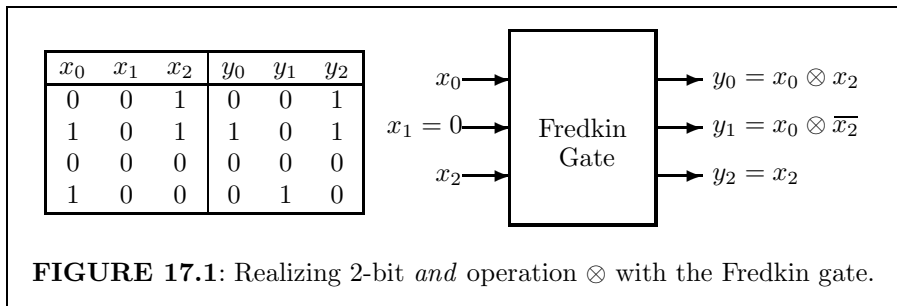 x₀ x₁ x₂ y₀ y₁ y₂
0 0 1 0 0 1
1 0 1 1 0 1
0 0 0 0 0 0
1 0 0 0 1 0
x₀
x₁ = 0
x₂
Fredkin
Gate
y₀ = x₀ ⊗ x₂
y₁ = x₀ ⊗ x̅₂
y₂ = x₂
FIGURE 17.1: Realizing 2-bit and operation ⊗ with the Fredkin gate.